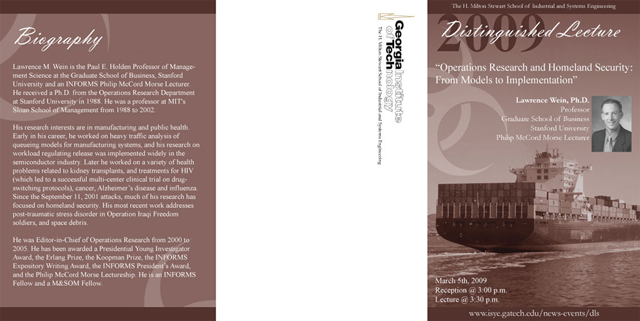 Biography
Lawrence M. Wein is the Paul E. Holden Professor of Manage-
ment Science at the Graduate School of Business, Stanford
University and an INFORMS Philip McCord Morse Lecturer.
He received a Ph.D. from the Operations Research Department
at Stanford University in 1988. He was a professor at MIT's
Sloan School of Management from 1988 to 2002.
His research interests are in manufacturing and public health.
Early in his career, he worked on heavy traffic analysis of
queueing models for manufacturing systems, and his research on
workload regulating release was implemented widely in the
semiconductor industry. Later he worked on a variety of health
problems related to kidney transplants, and treatments for HIV
(which led to a successful multi-center clinical trial on drug-
switching protocols), cancer, Alzheimer's disease and influenza.
Since the September 11, 2001 attacks, much of his research has
focused on homeland security. His most recent work addresses
post-traumatic stress disorder in Operation Iraqi Freedom
soldiers, and space debris.
He was Editor-in-Chief of Operations Research from 2000 to
2005. He has been awarded a Presidential Young Investigator
Award, the Erlang Prize, the Koopman Prize, the INFORMS
Expository Writing Award, the INFORMS President's Award,
and the Philip McCord Morse Lectureship. He is an INFORMS
Fellow and a M&SOM Fellow.
Georgia Institute
of Technology
The H. Milton Stewart School of Industrial and Systems Engineering
The H. Milton Stewart School of Industrial and Systems Engineering
2009
Distinguished Lecture
"Operations Research and Homeland Security:
From Models to Implementation"
Lawrence Wein, Ph.D.
Professor
Graduate School of Business
Stanford University
Philip McCord Morse Lecturer
March 5th, 2009
Reception @ 3:00 p.m.
Lecture @ 3:30 p.m.
www.isye.gatech.edu/news-events/dls